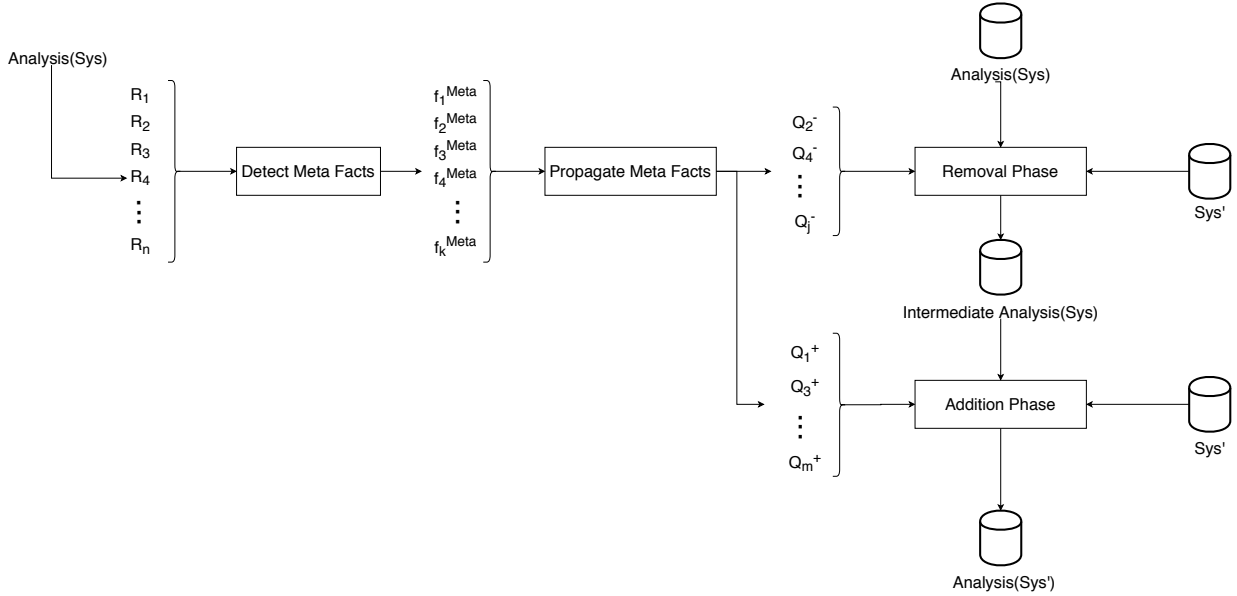 Analysis(Sys)
R₁
R₂
R₃
R₄
⋮
Rₙ
Detect Meta Facts
f₁ᴹᵉᵗᵃ
f₂ᴹᵉᵗᵃ
f₃ᴹᵉᵗᵃ
f₄ᴹᵉᵗᵃ
⋮
fₖᴹᵉᵗᵃ
Propagate Meta Facts
Q₂⁻
Q₄⁻
⋮
Qⱼ⁻
Analysis(Sys)
Removal Phase
Sys'
Intermediate Analysis(Sys)
Q₁⁺
Q₃⁺
⋮
Qₘ⁺
Addition Phase
Sys'
Analysis(Sys')